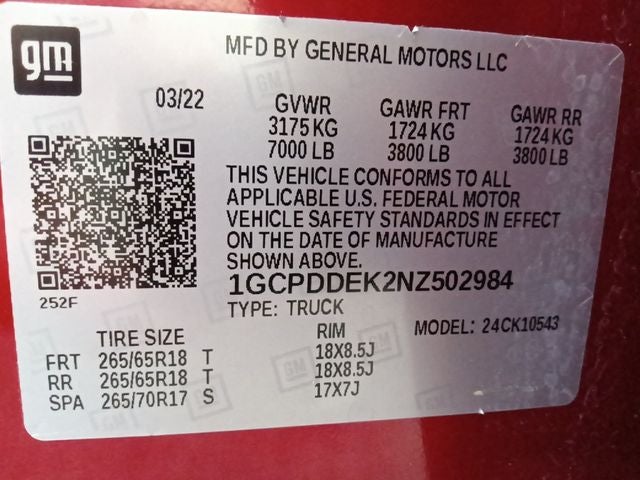 gm
MFD BY GENERAL MOTORS LLC
03/22 GVWR GAWR FRT GAWR RR
3175 KG 1724 KG 1724 KG
7000 LB 3800 LB 3800 LB
THIS VEHICLE CONFORMS TO ALL
APPLICABLE U.S. FEDERAL MOTOR
VEHICLE SAFETY STANDARDS IN EFFECT
ON THE DATE OF MANUFACTURE
SHOWN ABOVE.
1GCPDDEK2NZ502984
252F
TYPE: TRUCK
TIRE SIZE RIM MODEL: 24CK10543
FRT 265/65R18 T 18X8.5J
RR 265/65R18 T 18X8.5J
SPA 265/70R17 S 17X7J